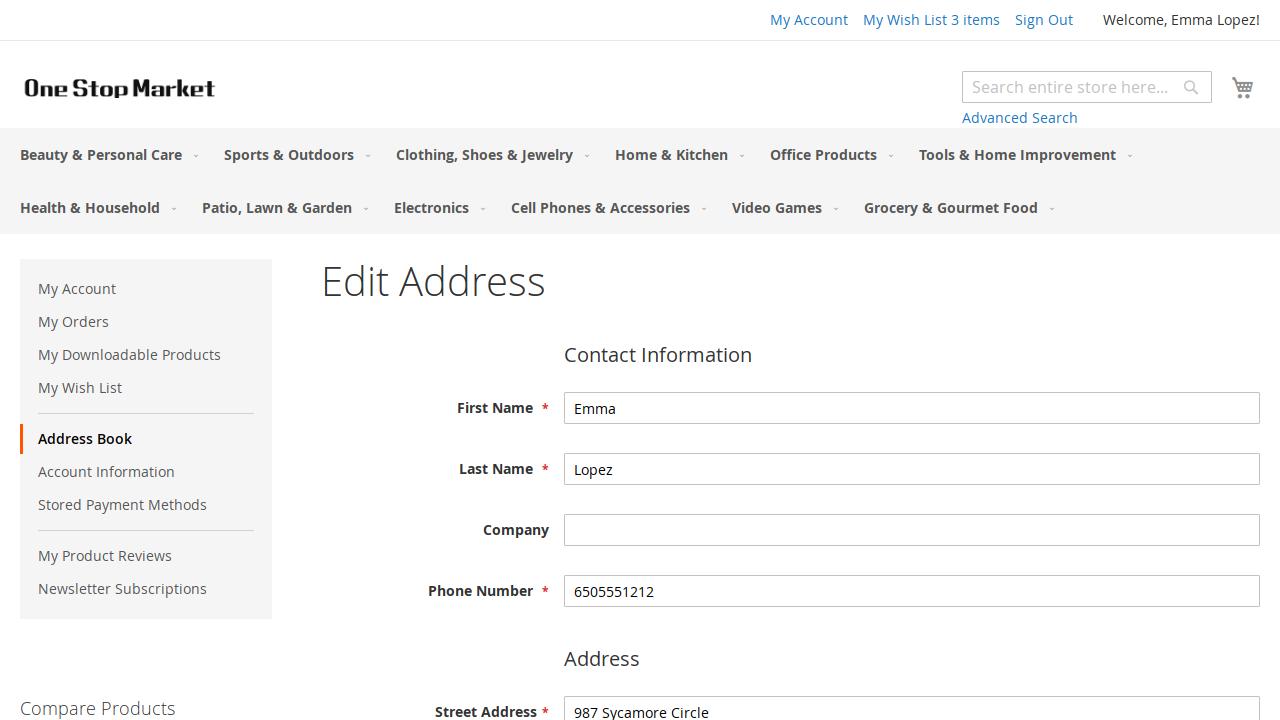 My Account My Wish List 3 items Sign Out Welcome, Emma Lopez!
One Stop Market
Search entire store here...
Advanced Search
Beauty & Personal Care Sports & Outdoors Clothing, Shoes & Jewelry Home & Kitchen Office Products Tools & Home Improvement
Health & Household Patio, Lawn & Garden Electronics Cell Phones & Accessories Video Games Grocery & Gourmet Food
My Account
My Orders
My Downloadable Products
My Wish List
Address Book
Account Information
Stored Payment Methods
My Product Reviews
Newsletter Subscriptions
Compare Products
Edit Address
Contact Information
First Name * Emma
Last Name * Lopez
Company
Phone Number * 6505551212
Address
Street Address * 987 Sycamore Circle